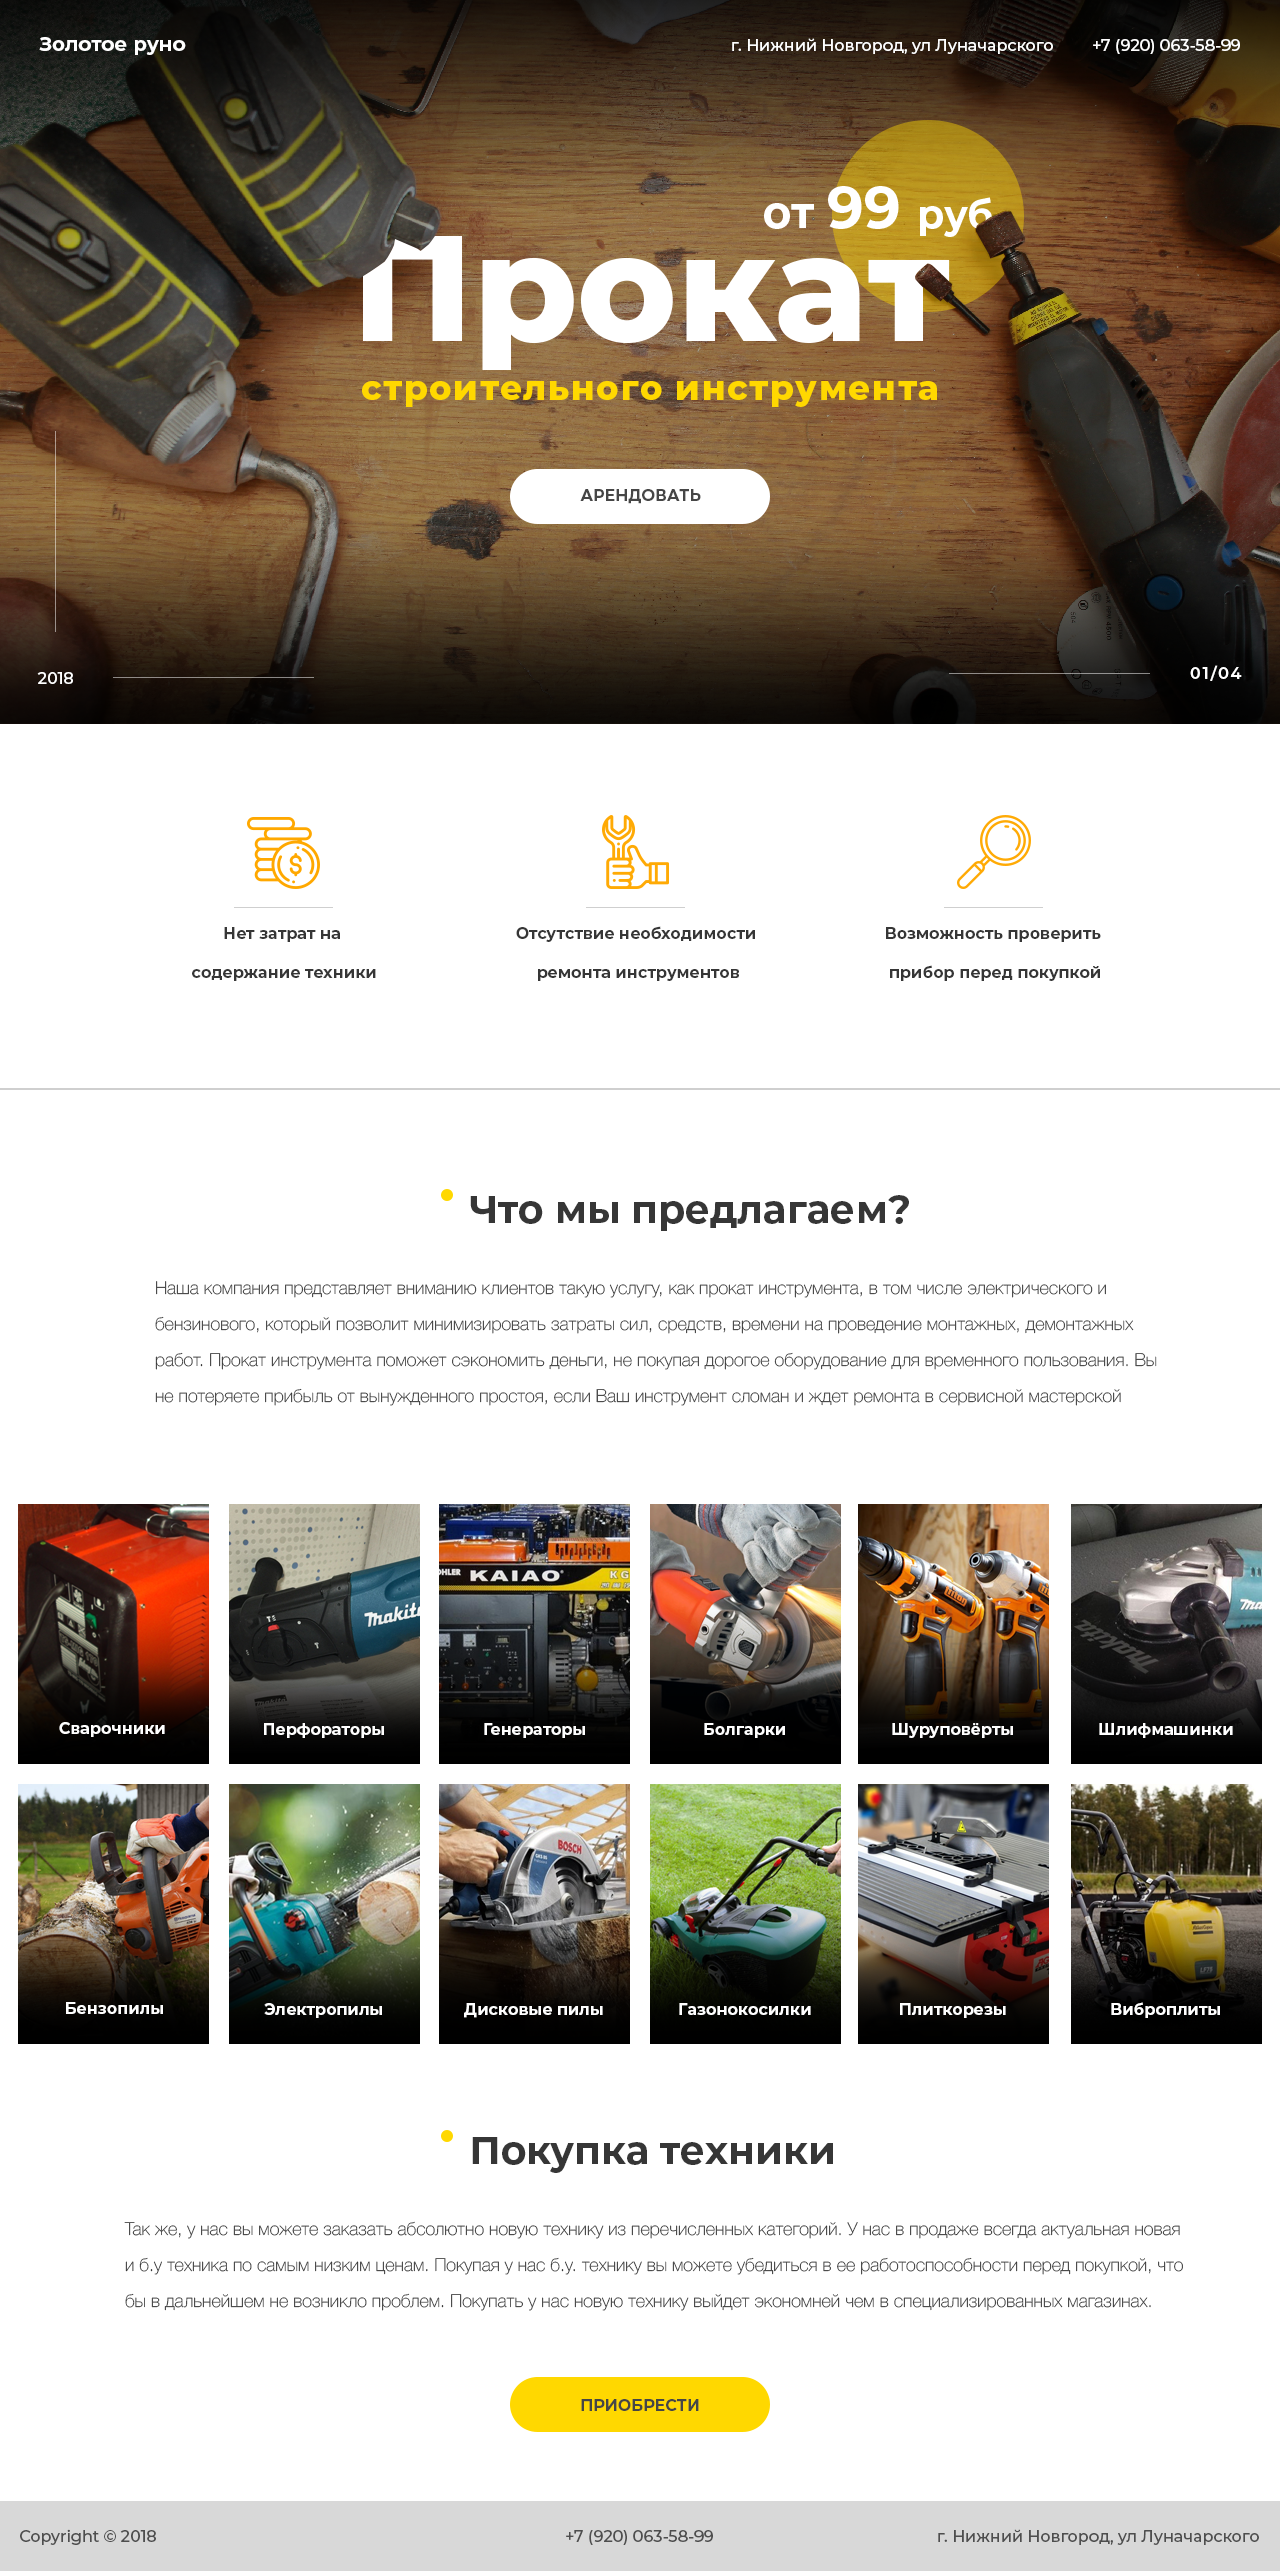 Золотое руно
г. Нижний Новгород, ул Луначарского
+7 (920) 063-58-99
от 99 руб
Прокат
строительного инструмента
АРЕНДОВАТЬ
2018
01/04
Нет затрат на
содержание техники
Отсутствие необходимости
ремонта инструментов
Возможность проверить
прибор перед покупкой
Что мы предлагаем?
Наша компания представляет вниманию клиентов такую услугу, как прокат инструмента, в том числе электрического и
бензинового, который позволит минимизировать затраты сил, средств, времени на проведение монтажных, демонтажных
работ. Прокат инструмента поможет сэкономить деньги, не покупая дорогое оборудование для временного пользования. Вы
не потеряете прибыль от вынужденного простоя, если Ваш инструмент сломан и ждет ремонта в сервисной мастерской
Makita
KAIAO
KG
Makita
Сварочники
Перфораторы
Генераторы
Болгарки
Шуруповёрты
Шлифмашинки
BOSCH
Бензопилы
Электропилы
Дисковые пилы
Газонокосилки
Плиткорезы
Виброплиты
Покупка техники
Так же, у нас вы можете заказать абсолютно новую технику из перечисленных категорий. У нас в продаже всегда актуальная новая
и б.у техника по самым низким ценам. Покупая у нас б.у. технику вы можете убедиться в ее работоспособности перед покупкой, что
бы в дальнейшем не возникло проблем. Покупать у нас новую технику выйдет экономней чем в специализированных магазинах.
ПРИОБРЕСТИ
Copyright © 2018
+7 (920) 063-58-99
г. Нижний Новгород, ул Луначарского